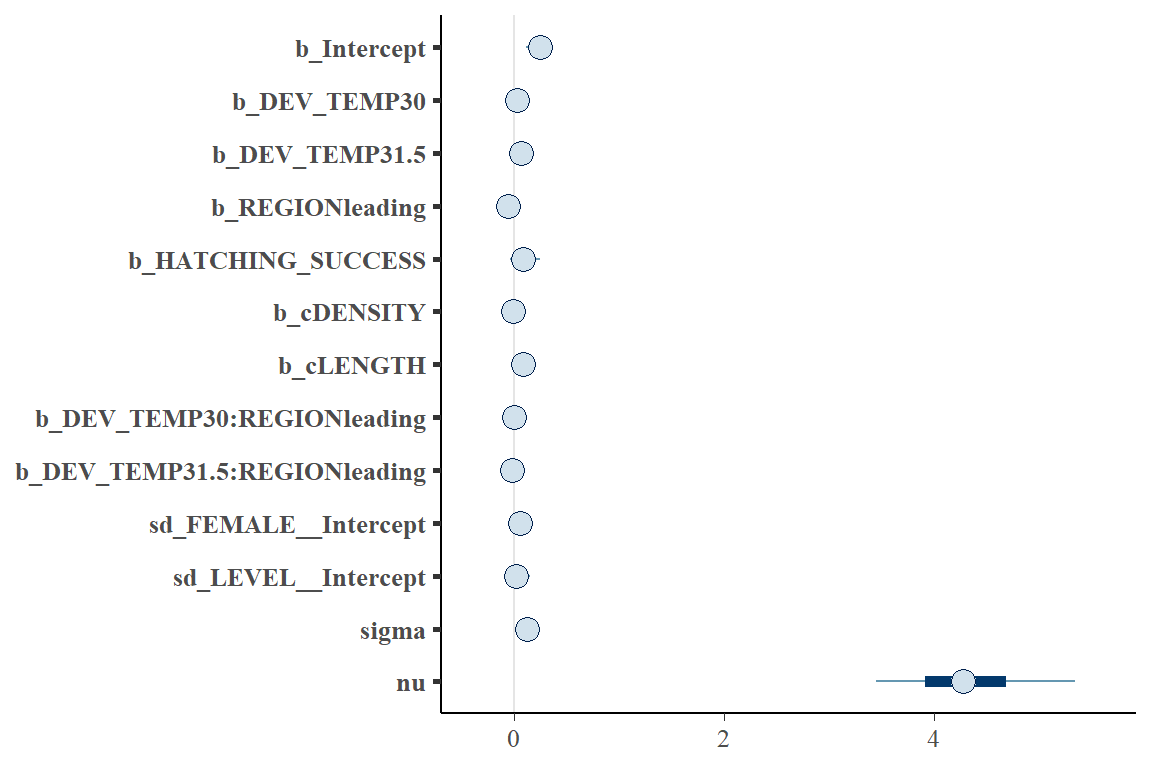 b_Intercept
b_DEV_TEMP30
b_DEV_TEMP31.5
b_REGIONleading
b_HATCHING_SUCCESS
b_cDENSITY
b_cLENGTH
b_DEV_TEMP30:REGIONleading
b_DEV_TEMP31.5:REGIONleading
sd_FEMALE__Intercept
sd_LEVEL__Intercept
sigma
nu
0 2 4